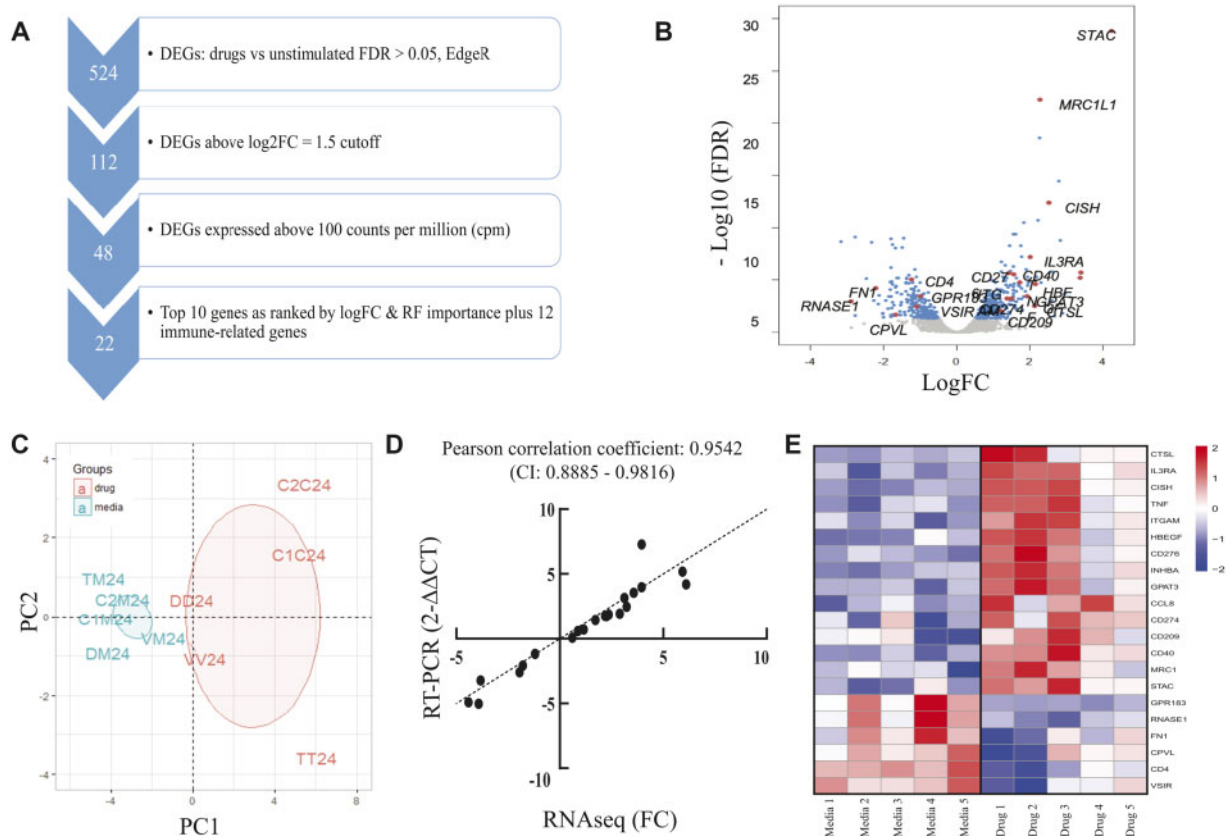 A
524
• DEGs: drugs vs unstimulated FDR > 0.05, EdgeR
112
• DEGs above log2FC = 1.5 cutoff
48
• DEGs expressed above 100 counts per million (cpm)
22
• Top 10 genes as ranked by logFC & RF importance plus 12
immune-related genes
B
- Log10 (FDR)
30
25
20
15
10
5
STAC
MRC1L1
CISH
IL3RA
CD27
CD40
CD4
FN1
GPR183
HBE
RNASE1
GPAT3
VSIR
CD274
CTSL
CPVL
CD209
-4
-2
0
2
4
LogFC
C
Groups
a drug
a media
PC2
4
2
0
-2
-4
C2C24
C1C24
TM24
C2M24
DD24
C1M24
VM24
VV24
DM24
TT24
-4
0
4
8
PC1
D
Pearson correlation coefficient: 0.9542
(CI: 0.8885 - 0.9816)
RT-PCR (2-ΔΔCT)
10
5
-5
5
10
-5
-10
RNAseq (FC)
E
CTSL
IL3RA
CISH
TNF
ITGAM
HBEGF
CD276
INHBA
GPAT3
CCL8
CD274
CD209
CD40
MRC1
STAC
GPR183
RNASE1
FN1
CPVL
CD4
VSIR
Media 1
Media 2
Media 3
Media 4
Media 5
Drug 1
Drug 2
Drug 3
Drug 4
Drug 5
2
1
0
-1
-2